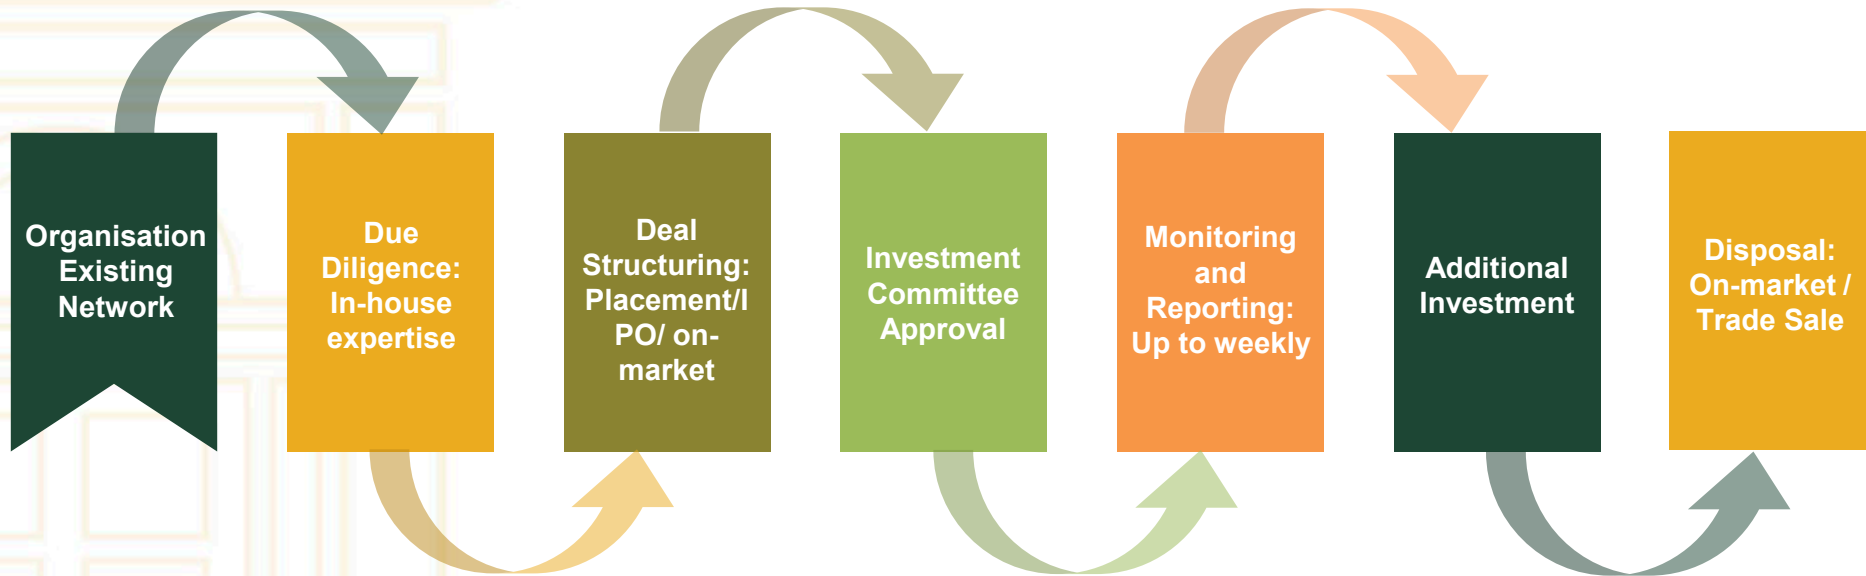 Organisation
Existing
Network
Due
Diligence:
In-house
expertise
Deal
Structuring:
Placement/I
PO/ on-
market
Investment
Committee
Approval
Monitoring
and
Reporting:
Up to weekly
Additional
Investment
Disposal:
On-market /
Trade Sale